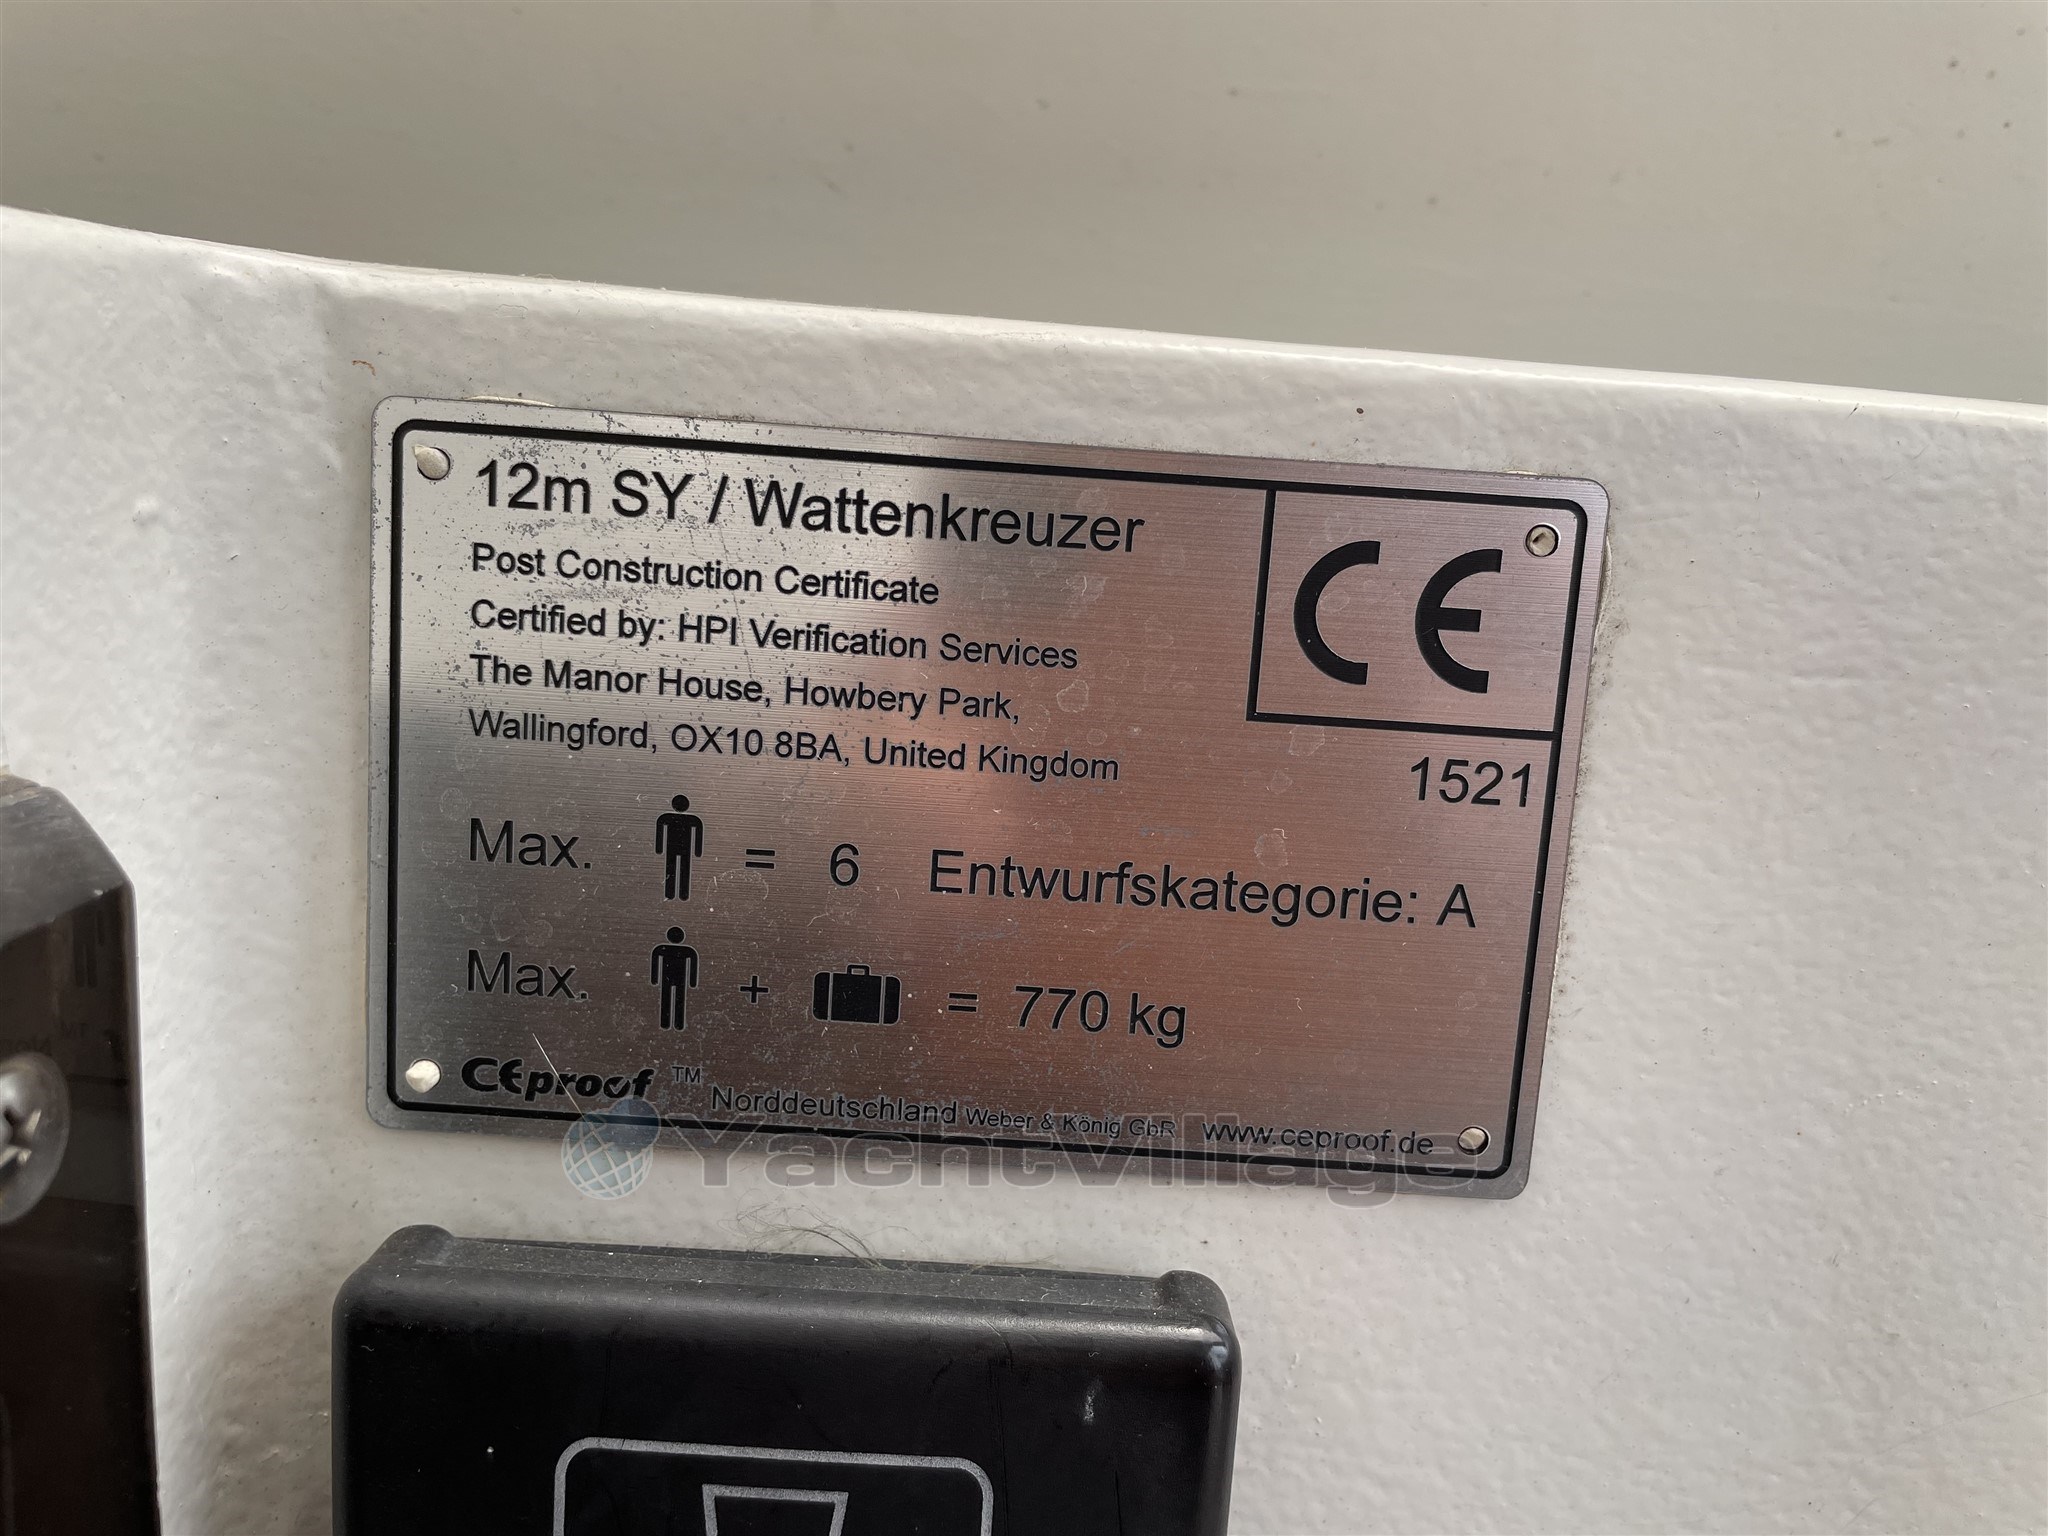 12m SY / Wattenkreuzer
Post Construction Certificate
Certified by: HPI Verification Services
The Manor House, Howbery Park,
Wallingford, OX10 8BA, United Kingdom
CE
1521
Max. = 6 Entwurfskategorie: A
Max. + = 770 kg
CEproof ™ Norddeutschland Weber & König GbR www.ceproof.de
YachtVillage